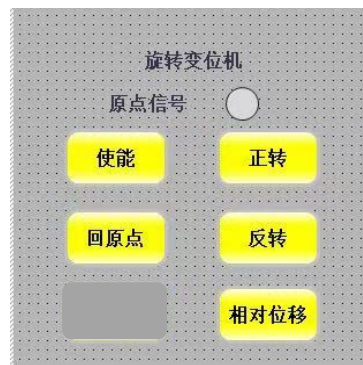 旋转变位机
原点信号
使能 正转
回原点 反转
相对位移